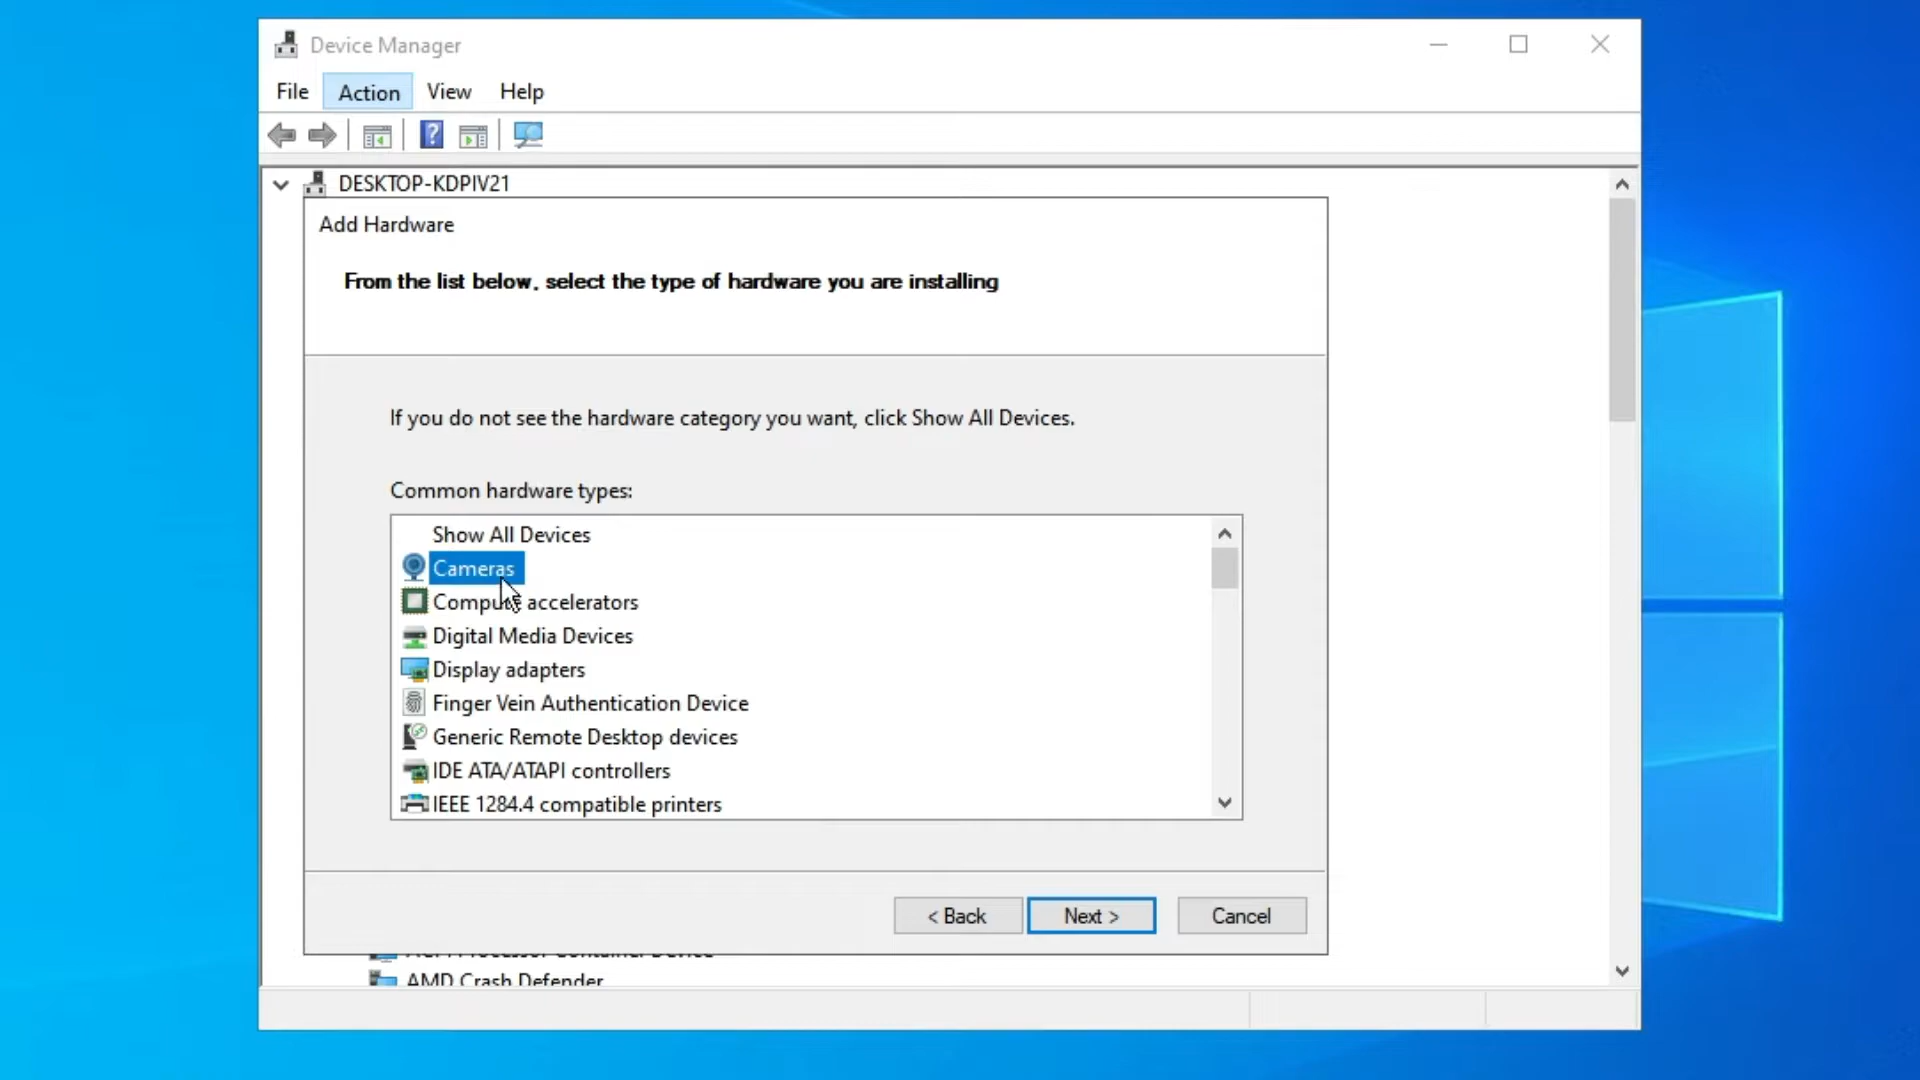 Device Manager
File Action View Help
DESKTOP-KDPIV21
Add Hardware
From the list below, select the type of hardware you are installing
If you do not see the hardware category you want, click Show All Devices.
Common hardware types:
Show All Devices
Cameras
Compute accelerators
Digital Media Devices
Display adapters
Finger Vein Authentication Device
Generic Remote Desktop devices
IDE ATA/ATAPI controllers
IEEE 1284.4 compatible printers
< Back Next > Cancel
AMD Crash Defender